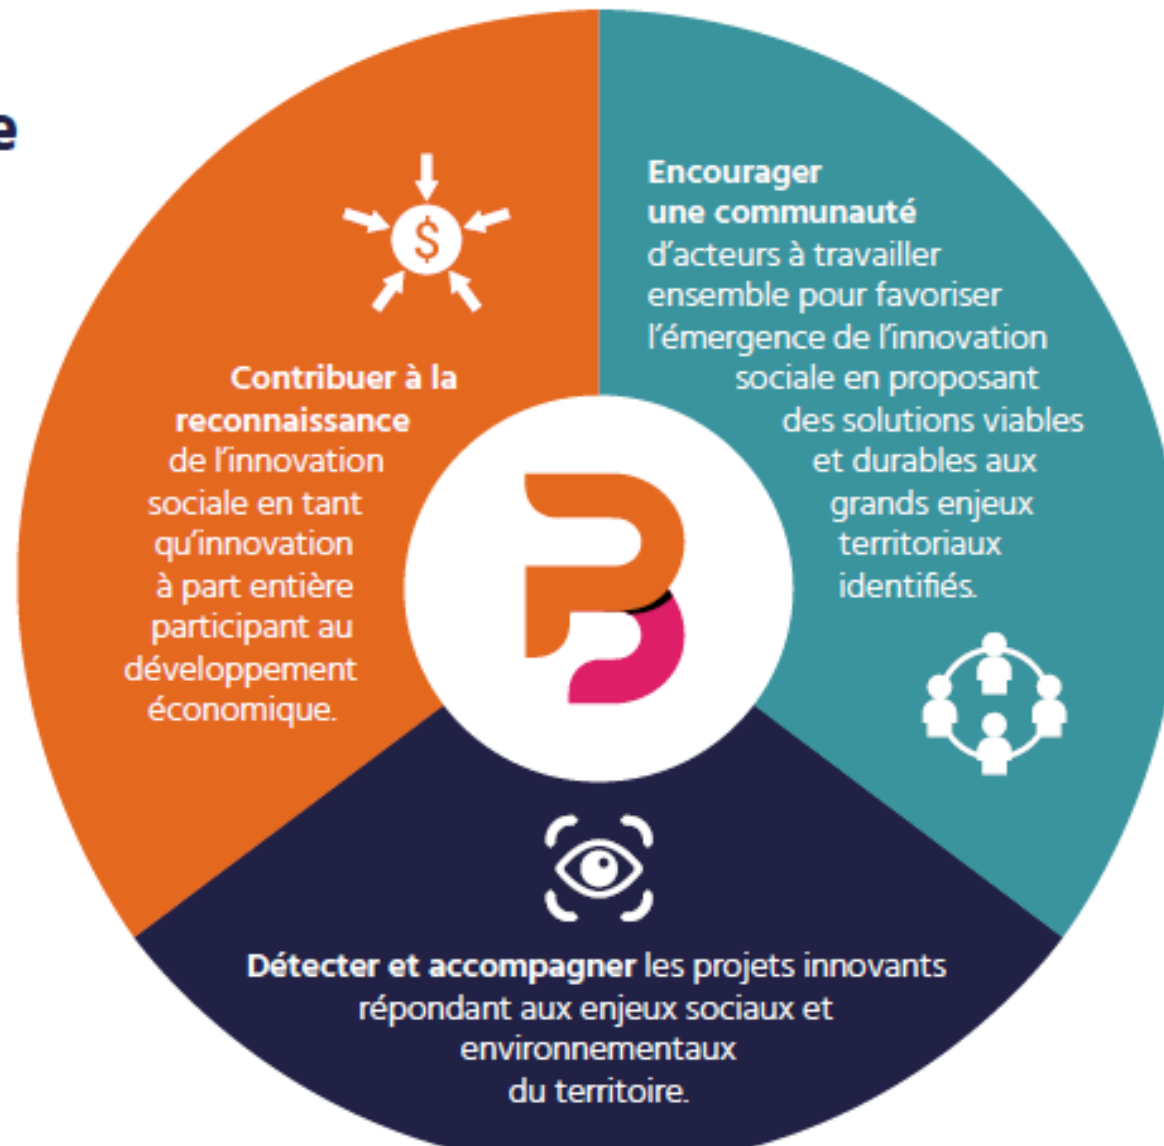 e
Encourager
une communauté
d'acteurs à travailler
ensemble pour favoriser
l'émergence de l'innovation
sociale en proposant
des solutions viables
et durables aux
grands enjeux
territoriaux
identifiés.
$
Contribuer à la
reconnaissance
de l'innovation
sociale en tant
qu'innovation
à part entière
participant au
développement
économique.
Détecter et accompagner les projets innovants
répondant aux enjeux sociaux et
environnementaux
du territoire.